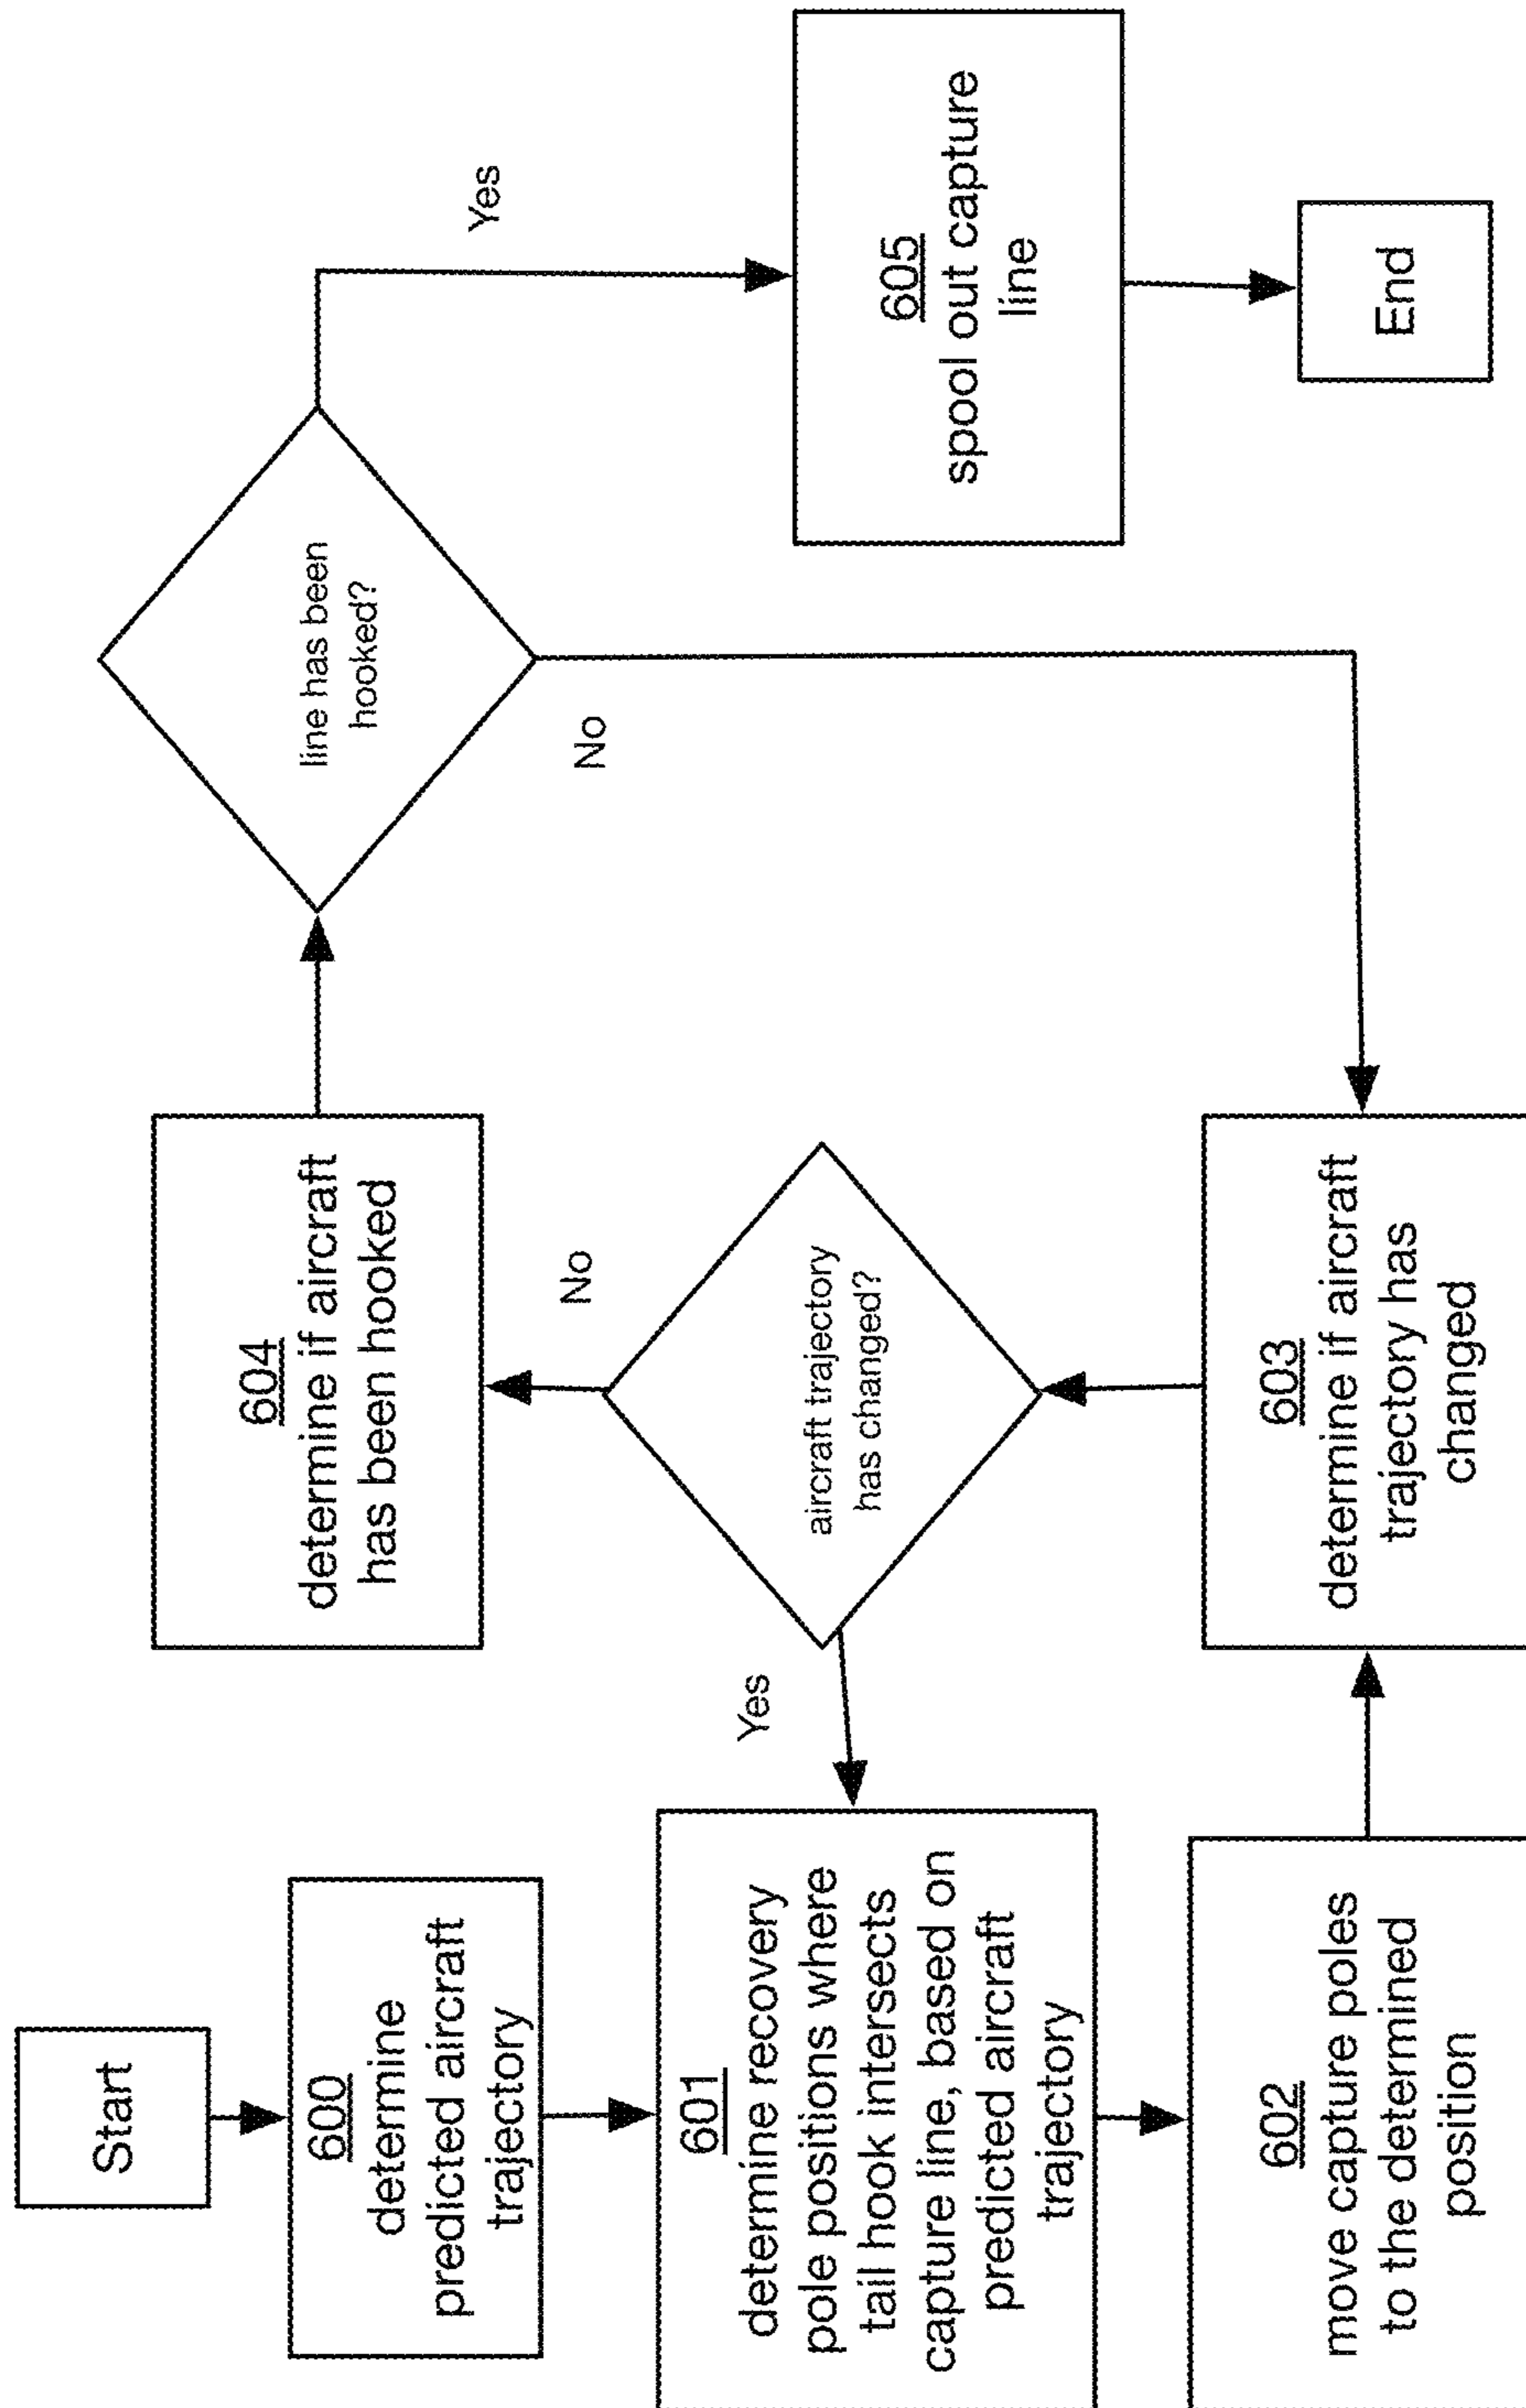 Start
600
determine
predicted aircraft
trajectory
601
determine recovery
pole positions where
tail hook intersects
capture line, based on
predicted aircraft
trajectory
602
move capture poles
to the determined
position
603
determine if aircraft
trajectory has
changed
aircraft trajectory
has changed?
Yes
No
604
determine if aircraft
has been hooked
line has been
hooked?
No
Yes
605
spool out capture
line
End